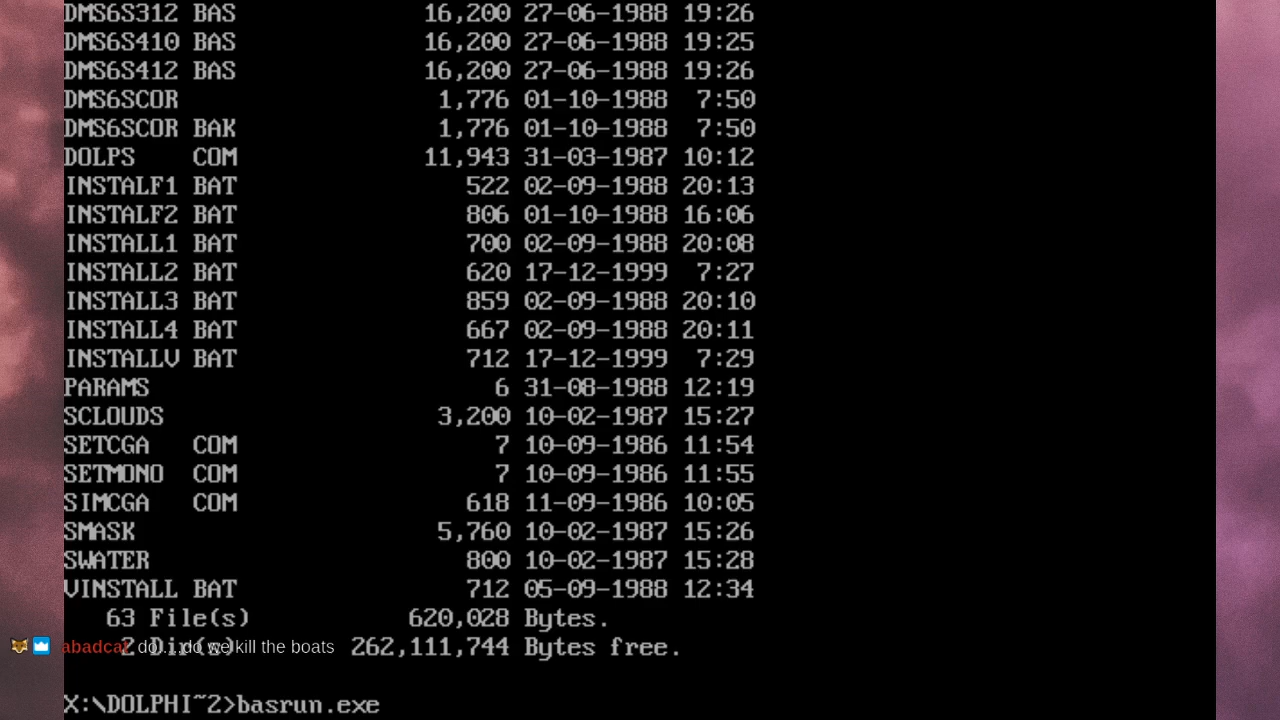 DMS6S312 BAS 16,200 27-06-1988 19:26
DMS6S410 BAS 16,200 27-06-1988 19:25
DMS6S412 BAS 16,200 27-06-1988 19:26
DMS6SCOR 1,776 01-10-1988 7:50
DMS6SCOR BAK 1,776 01-10-1988 7:50
DOLPS COM 11,943 31-03-1987 10:12
INSTALF1 BAT 522 02-09-1988 20:13
INSTALF2 BAT 806 01-10-1988 16:06
INSTALL1 BAT 700 02-09-1988 20:08
INSTALL2 BAT 620 17-12-1999 7:27
INSTALL3 BAT 859 02-09-1988 20:10
INSTALL4 BAT 667 02-09-1988 20:11
INSTALLV BAT 712 17-12-1999 7:29
PARAMS 6 31-08-1988 12:19
SCLOUDS 3,200 10-02-1987 15:27
SETCGA COM 7 10-09-1986 11:54
SETMONO COM 7 10-09-1986 11:55
SIMCGA COM 618 11-09-1986 10:05
SMASK 5,760 10-02-1987 15:26
SWATER 800 10-02-1987 15:28
VINSTALL BAT 712 05-09-1988 12:34
63 File(s) 620,028 Bytes.
2 Dir(s) 262,111,744 Bytes free.
abadcat do...do we kill the boats
X:\DOLPHI~2>basrun.exe